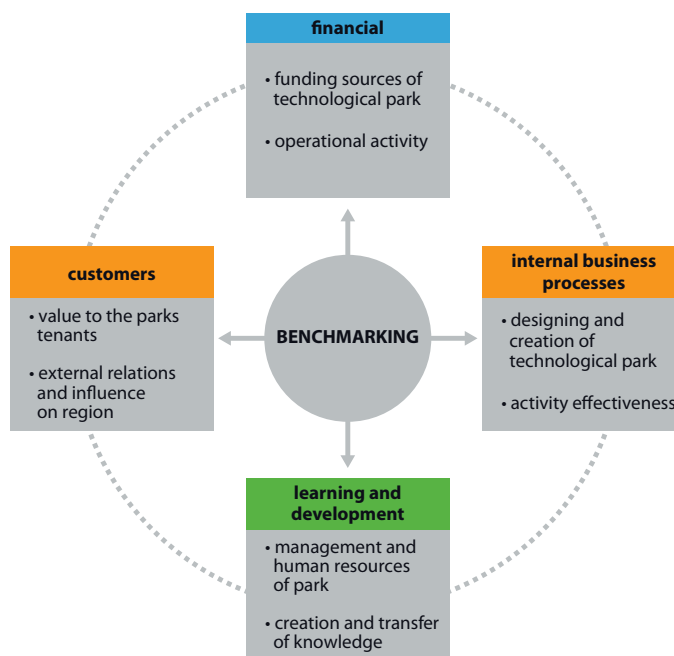 financial
• funding sources of
technological park
• operational activity
customers
• value to the parks
tenants
• external relations
and influence
on region
BENCHMARKING
internal business
processes
• designing and
creation of
technological park
• activity effectiveness
learning and
development
• management and
human resources
of park
• creation and transfer
of knowledge